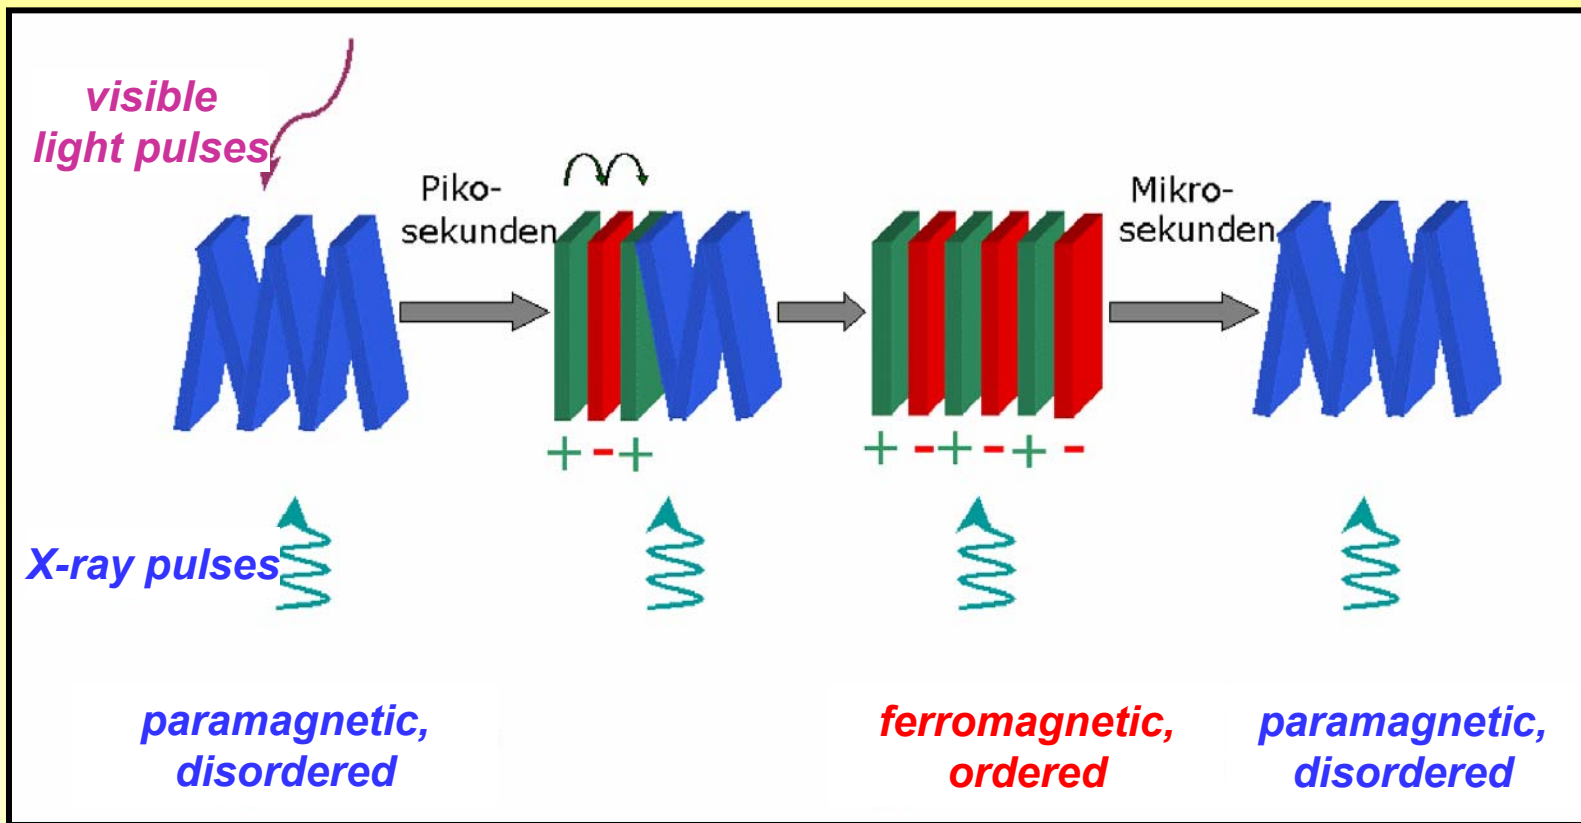 visible
light pulses
Piko-
sekunden
Mikro-
sekunden
+ - +
+ - + - + -
X-ray pulses
paramagnetic,
disordered
ferromagnetic,
ordered
paramagnetic,
disordered